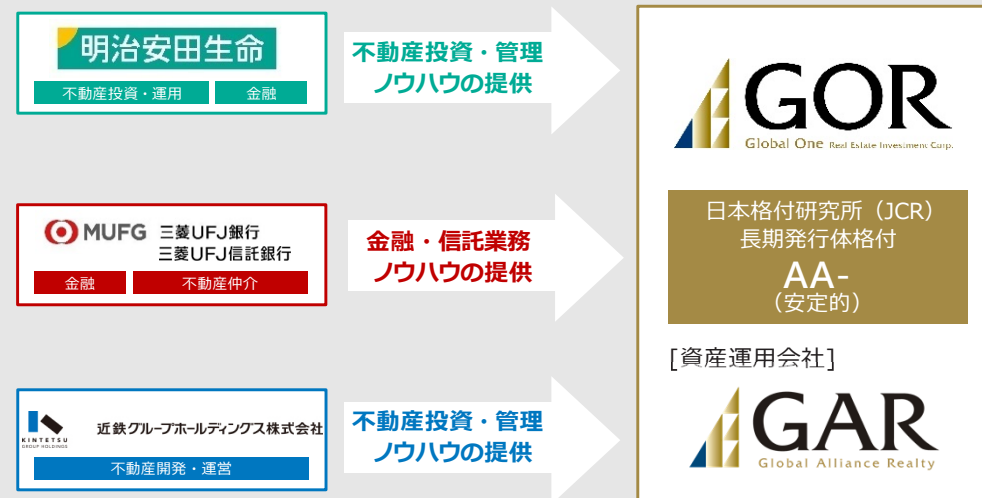 明治安田生命
不動産投資・運用
金融
不動産投資・管理
ノウハウの提供
MUFG
三菱UFJ銀行
三菱UFJ信託銀行
金融
不動産仲介
金融・信託業務
ノウハウの提供
KINTETSU
GROUP HOLDINGS
近鉄グループホールディングス株式会社
不動産開発・運営
不動産投資・管理
ノウハウの提供
GOR
Global One Real Estate Investment Corp.
日本格付研究所（JCR）
長期発行体格付
AA-
（安定的）
[資産運用会社]
GAR
Global Alliance Realty